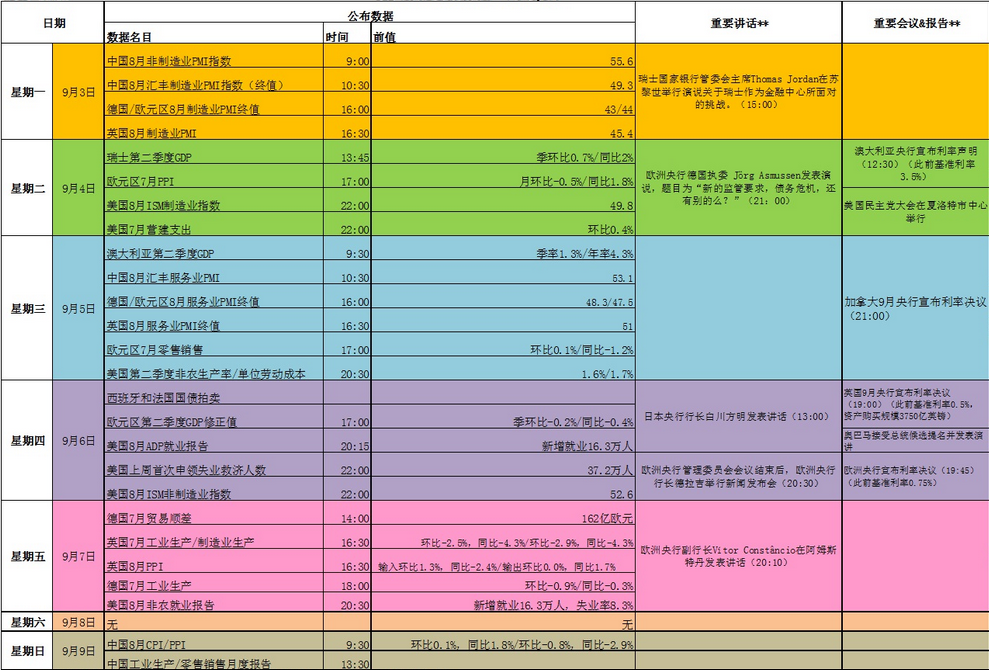 日期 公布数据 重要讲话** 重要会议&报告**
数据名目 时间 前值
星期一 9月3日
中国8月非制造业PMI指数 9:00 55.6
中国8月汇丰制造业PMI指数（终值） 10:30 49.3
德国/欧元区8月制造业PMI终值 16:00 43/44
英国8月制造业PMI 16:30 45.4
瑞士国家银行管委会主席Thomas Jordan在苏
黎世举行演说关于瑞士作为金融中心所面对
的挑战。（15:00）
星期二 9月4日
瑞士第二季度GDP 13:45 季环比0.7%/同比2%
欧元区7月PPI 17:00 月环比-0.5%/同比1.8%
美国8月ISM制造业指数 22:00 49.8
美国7月营建支出 22:00 环比0.4%
欧洲央行德国执委 Jörg Asmussen发表演
说，题目为“新的监管要求，债务危机，还
有别的么？”（21：00）
澳大利亚央行宣布利率声明
（12:30）（此前基准利率
3.5%）
美国民主党大会在夏洛特市中心
举行
星期三 9月5日
澳大利亚第二季度GDP 9:30 季率1.3%/年率4.3%
中国8月汇丰服务业PMI 10:30 53.1
德国/欧元区8月服务业PMI终值 16:00 48.3/47.5
英国8月服务业PMI终值 16:30 51
欧元区7月零售销售 17:00 环比0.1%/同比-1.2%
美国第二季度非农生产率/单位劳动成本 20:30 1.6%/1.7%
加拿大9月央行宣布利率决议
（21:00）
星期四 9月6日
西班牙和法国国债拍卖
欧元区第二季度GDP修正值 17:00 季环比-0.2%/同比-0.4%
美国8月ADP就业报告 20:15 新增就业16.3万人
美国上周首次申领失业救济人数 22:00 37.2万人
美国8月ISM非制造业指数 22:00 52.6
日本央行行长白川方明发表讲话（13:00）
欧洲央行管理委员会会议结束后，欧洲央行
行长德拉吉举行新闻发布会（20:30）
英国9月央行宣布利率决议
（19:00）（此前基准利率0.5%，
资产购买规模3750亿英镑）
奥巴马接受总统候选提名并发表演
讲
欧洲央行宣布利率决议（19:45）
（此前基准利率0.75%）
星期五 9月7日
德国7月贸易顺差 14:00 162亿欧元
英国7月工业生产/制造业生产 16:30 环比-2.5%，同比-4.3%/环比-2.9%，同比-4.3%
英国8月PPI 16:30 输入环比1.3%，同比-2.4%/输出环比0.0%，同比1.7%
德国7月工业生产 18:00 环比-0.9%/同比-0.3%
美国8月非农就业报告 20:30 新增就业16.3万人，失业率8.3%
欧洲央行副行长Vitor Constâncio在阿姆斯
特丹发表讲话（20:10）
星期六 9月8日 无 无
星期日 9月9日
中国8月CPI/PPI 9:30 环比0.1%，同比1.8%/环比-0.8%，同比-2.9%
中国工业生产/零售销售月度报告 13:30